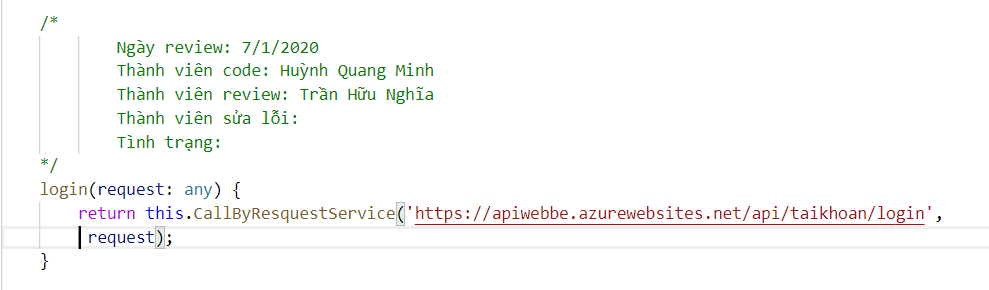 /*
Ngày review: 7/1/2020
Thành viên code: Huỳnh Quang Minh
Thành viên review: Trần Hữu Nghĩa
Thành viên sửa lỗi:
Tình trạng:
*/
login(request: any) {
return this.CallByResquestService('https://apiwebbe.azurewebsites.net/api/taikhoan/login',
request);
}